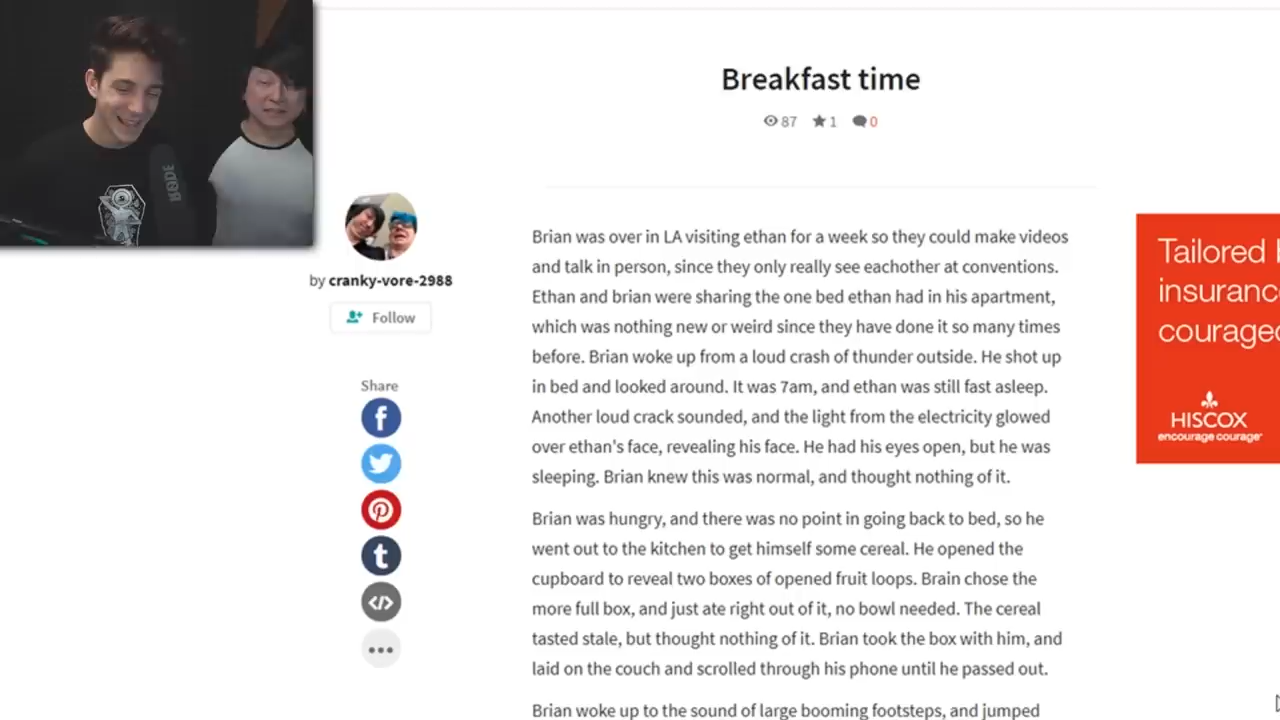 Breakfast time
87 1 0
by cranky-vore-2988
Follow
Share
Brian was over in LA visiting ethan for a week so they could make videos
and talk in person, since they only really see eachother at conventions.
Ethan and brian were sharing the one bed ethan had in his apartment,
which was nothing new or weird since they have done it so many times
before. Brian woke up from a loud crash of thunder outside. He shot up
in bed and looked around. It was 7am, and ethan was still fast asleep.
Another loud crack sounded, and the light from the electricity glowed
over ethan's face, revealing his face. He had his eyes open, but he was
sleeping. Brian knew this was normal, and thought nothing of it.
Brian was hungry, and there was no point in going back to bed, so he
went out to the kitchen to get himself some cereal. He opened the
cupboard to reveal two boxes of opened fruit loops. Brain chose the
more full box, and just ate right out of it, no bowl needed. The cereal
tasted stale, but thought nothing of it. Brian took the box with him, and
laid on the couch and scrolled through his phone until he passed out.
Brian woke up to the sound of large booming footsteps, and jumped
Tailored
insuranc
courage
HISCOX
encourage courage
RØDE